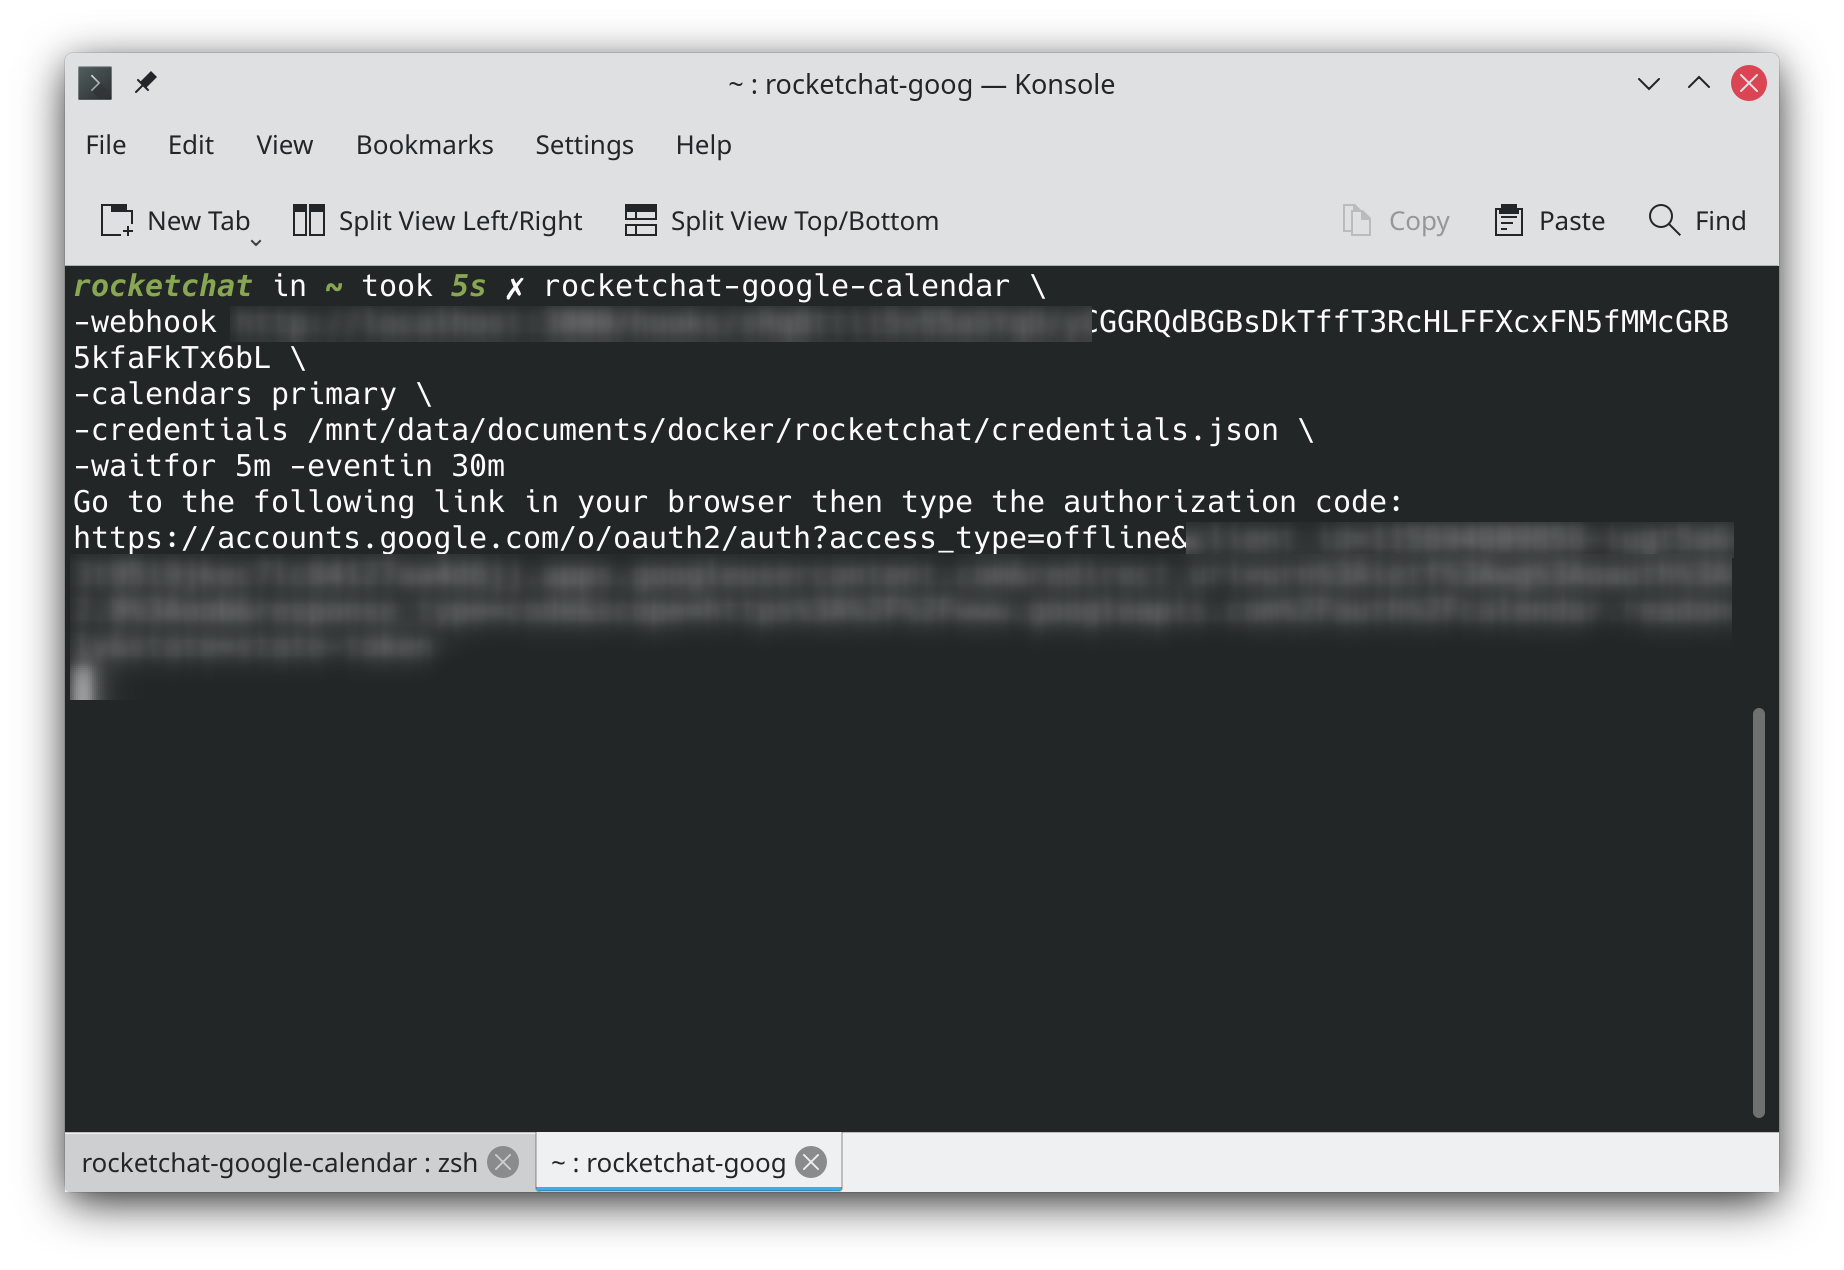 ~ : rocketchat-goog — Konsole
File Edit View Bookmarks Settings Help
New Tab Split View Left/Right Split View Top/Bottom Copy Paste Find
rocketchat in ~ took 5s ✗ rocketchat-google-calendar \
-webhook CGGRQdBGBsDkTffT3RcHLFFXcxFN5fMMcGRB
5kfaFkTx6bL \
-calendars primary \
-credentials /mnt/data/documents/docker/rocketchat/credentials.json \
-waitfor 5m -eventin 30m
Go to the following link in your browser then type the authorization code:
https://accounts.google.com/o/oauth2/auth?access_type=offline&
rocketchat-google-calendar : zsh ~ : rocketchat-goog